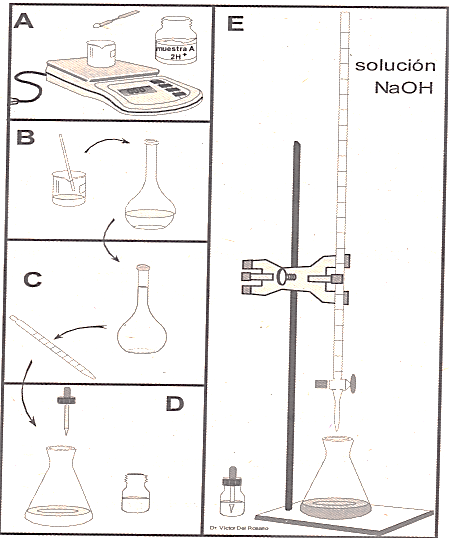 A
muestra A
2H+
B
C
D
E
solución
NaOH
Dr. Victor Del Rosario